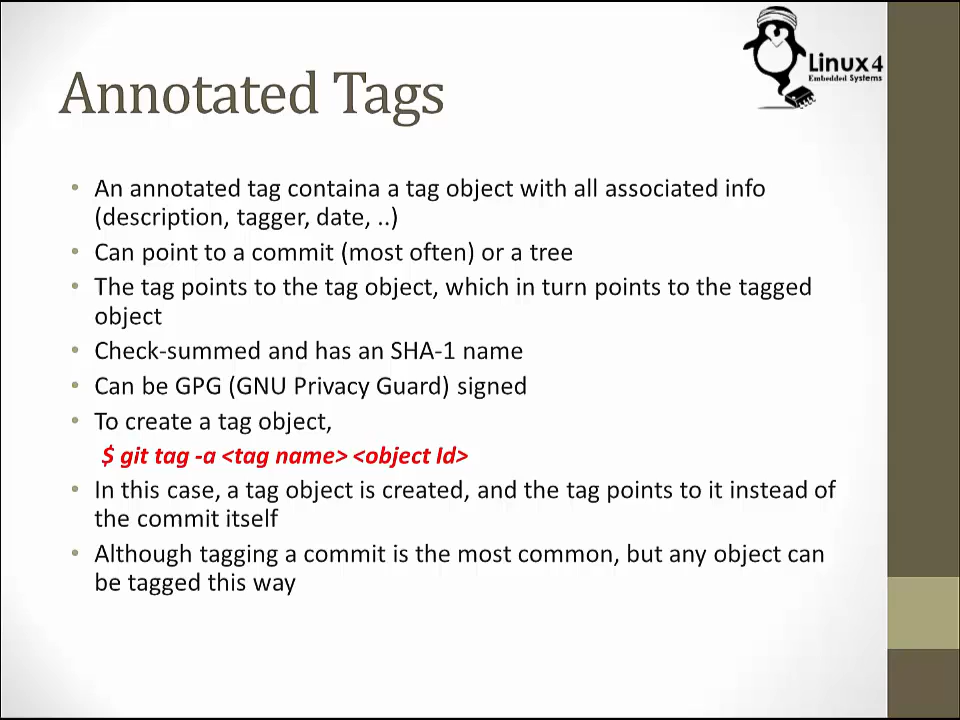 Linux4
Embedded Systems
Annotated Tags
• An annotated tag containa a tag object with all associated info
(description, tagger, date, ..)
• Can point to a commit (most often) or a tree
• The tag points to the tag object, which in turn points to the tagged
object
• Check-summed and has an SHA-1 name
• Can be GPG (GNU Privacy Guard) signed
• To create a tag object,
$ git tag -a <tag name> <object Id>
• In this case, a tag object is created, and the tag points to it instead of
the commit itself
• Although tagging a commit is the most common, but any object can
be tagged this way